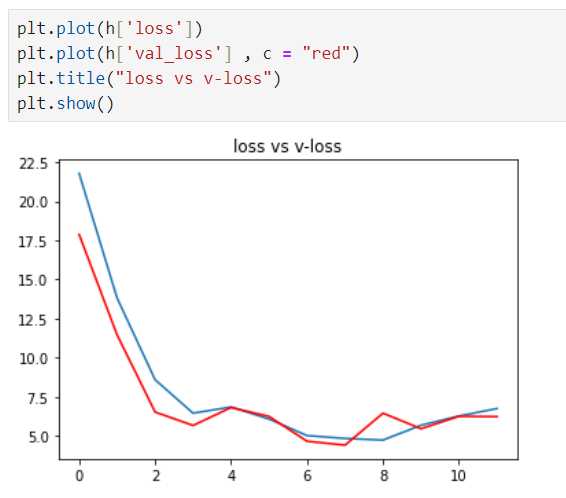 plt.plot(h['loss'])
plt.plot(h['val_loss'] , c = "red")
plt.title("loss vs v-loss")
plt.show()
loss vs v-loss
22.5
20.0
17.5
15.0
12.5
10.0
7.5
5.0
0 2 4 6 8 10